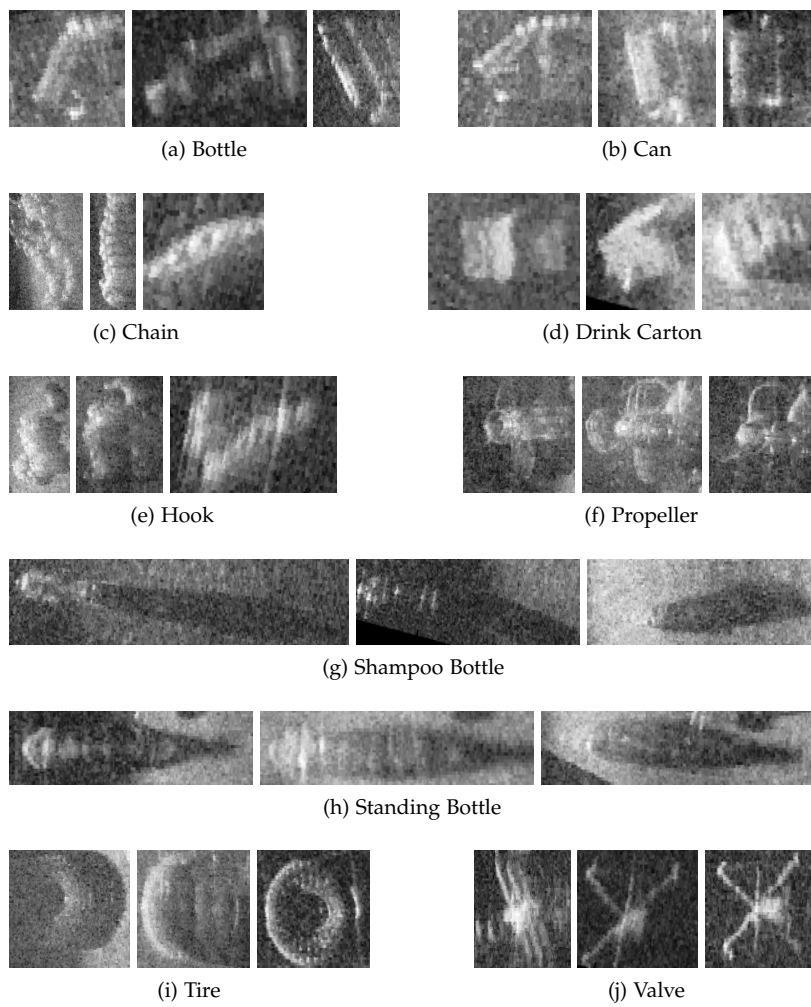 (a) Bottle
(b) Can
(c) Chain
(d) Drink Carton
(e) Hook
(f) Propeller
(g) Shampoo Bottle
(h) Standing Bottle
(i) Tire
(j) Valve